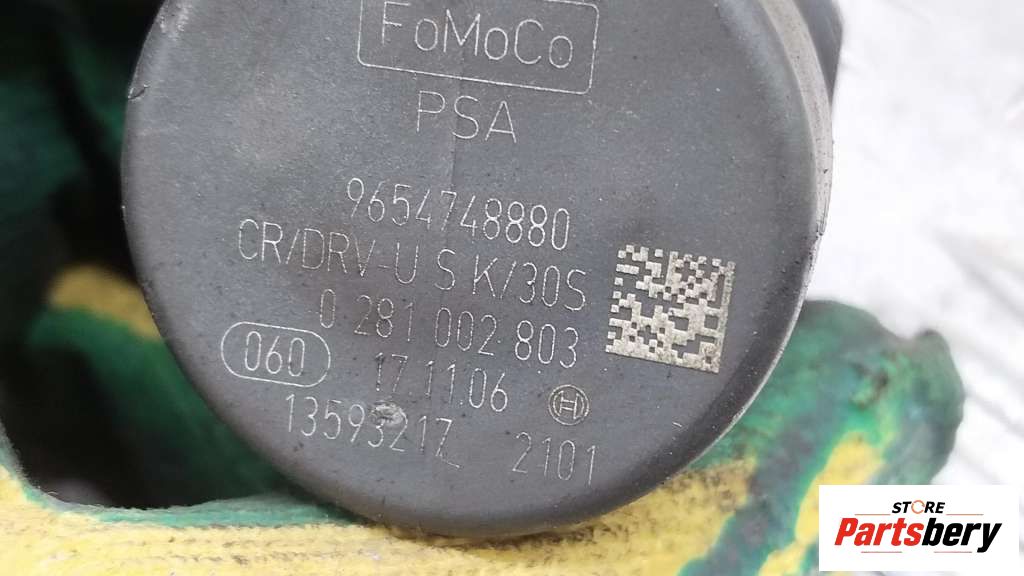 FoMoCo
PSA
9654748880
CR/DRV-U S K/30S
0 281 002 803
060 17.11.06
1359321Z 2101
STORE
Partsbery